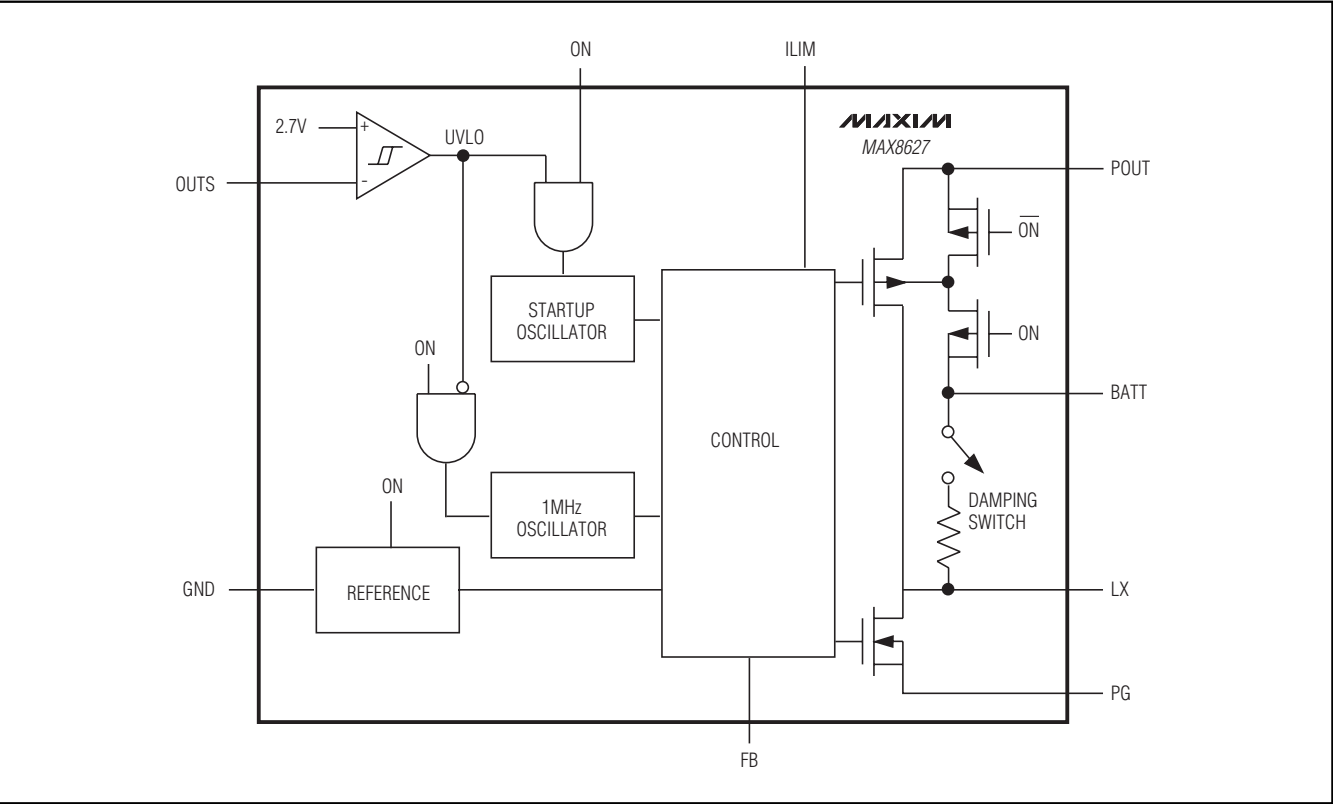 ON
ILIM
2.7V
+
UVLO
MAXIM
MAX8627
OUTS
-
POUT
ON
STARTUP
OSCILLATOR
ON
ON
BATT
CONTROL
ON
1MHz
OSCILLATOR
DAMPING
SWITCH
GND
REFERENCE
LX
PG
FB